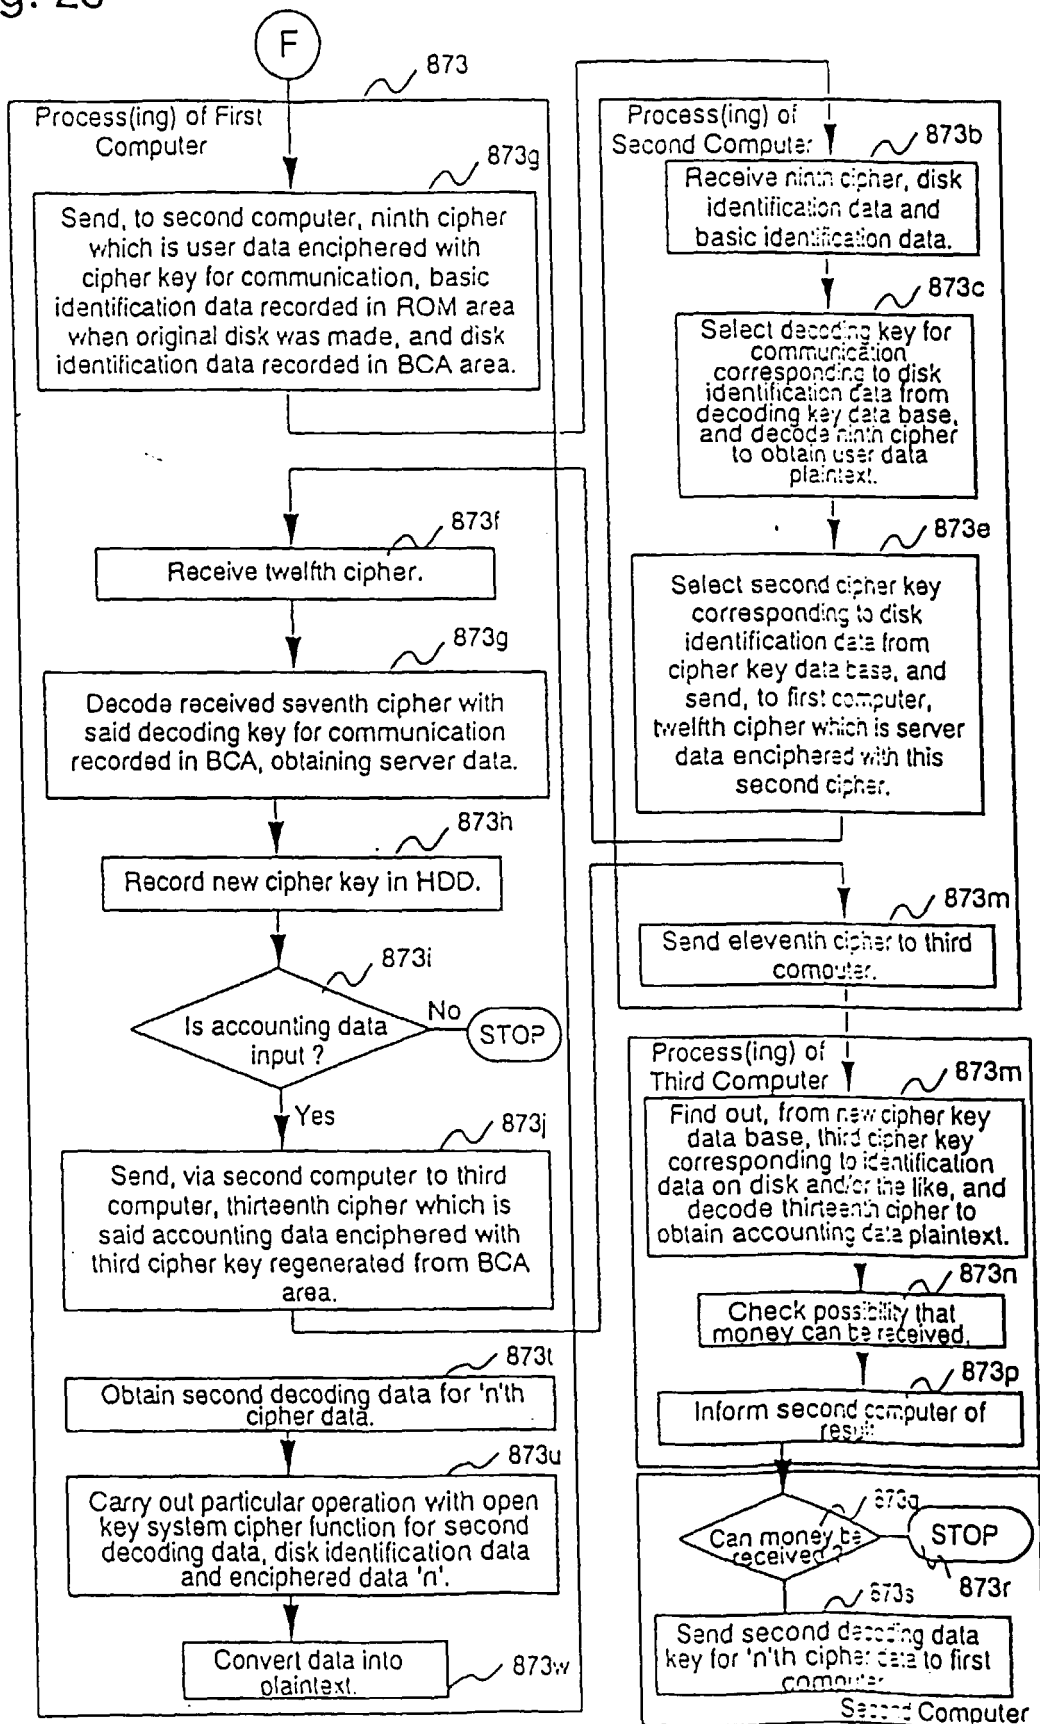 F
873
Process(ing) of First
Computer
873g
Send, to second computer, ninth cipher
which is user data enciphered with
cipher key for communication, basic
identification data recorded in ROM area
when original disk was made, and disk
identification data recorded in BCA area.
873f
Receive twelfth cipher.
873g
Decode received seventh cipher with
said decoding key for communication
recorded in BCA, obtaining server data.
873h
Record new cipher key in HDD.
873i
Is accounting data
input ?
No
STOP
Yes
873j
Send, via second computer to third
computer, thirteenth cipher which is
said accounting data enciphered with
third cipher key regenerated from BCA
area.
873t
Obtain second decoding data for 'n'th
cipher data.
873u
Carry out particular operation with open
key system cipher function for second
decoding data, disk identification data
and enciphered data 'n'.
Convert data into
plaintext.
873w
Process(ing) of
Second Computer
873b
Receive ninth cipher, disk
identification data and
basic identification data.
873c
Select decoding key for
communication
corresponding to disk
identification data from
decoding key data base,
and decode ninth cipher
to obtain user data
plaintext.
873e
Select second cipher key
corresponding to disk
identification data from
cipher key data base, and
send, to first computer,
twelfth cipher which is server
data enciphered with this
second cipher.
873m
Send eleventh cipher to third
computer.
Process(ing) of
Third Computer
873m
Find out, from new cipher key
data base, third cipher key
corresponding to identification
data on disk and/or the like, and
decode thirteenth cipher to
obtain accounting data plaintext.
873n
Check possibility that
money can be received.
873p
Inform second computer of
result
873q
Can money be
received ?
STOP
873r
873s
Send second decoding data
key for 'n'th cipher data to first
computer.
Second Computer